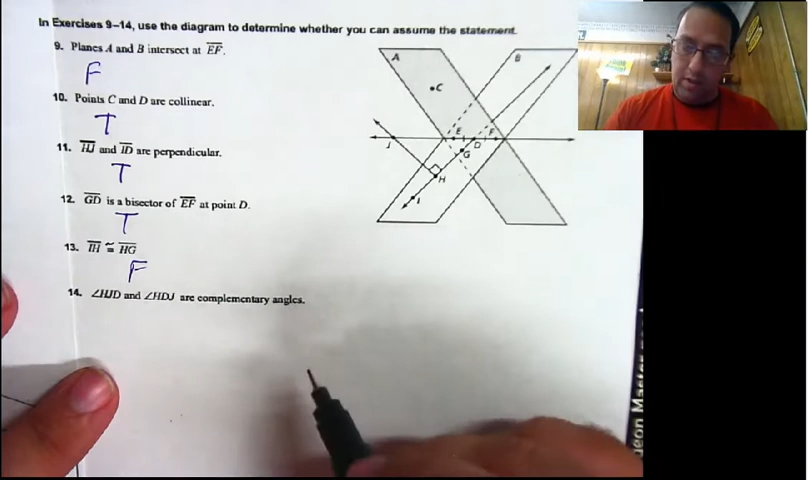 In Exercises 9–14, use the diagram to determine whether you can assume the statement.
9. Planes A and B intersect at EF.
F
10. Points C and D are collinear.
T
11. HJ and ID are perpendicular.
T
12. GD is a bisector of EF at point D.
T
13. IH ≅ HG
F
14. ∠HJD and ∠HDJ are complementary angles.
A
B
C
E
F
J
D
G
H
I